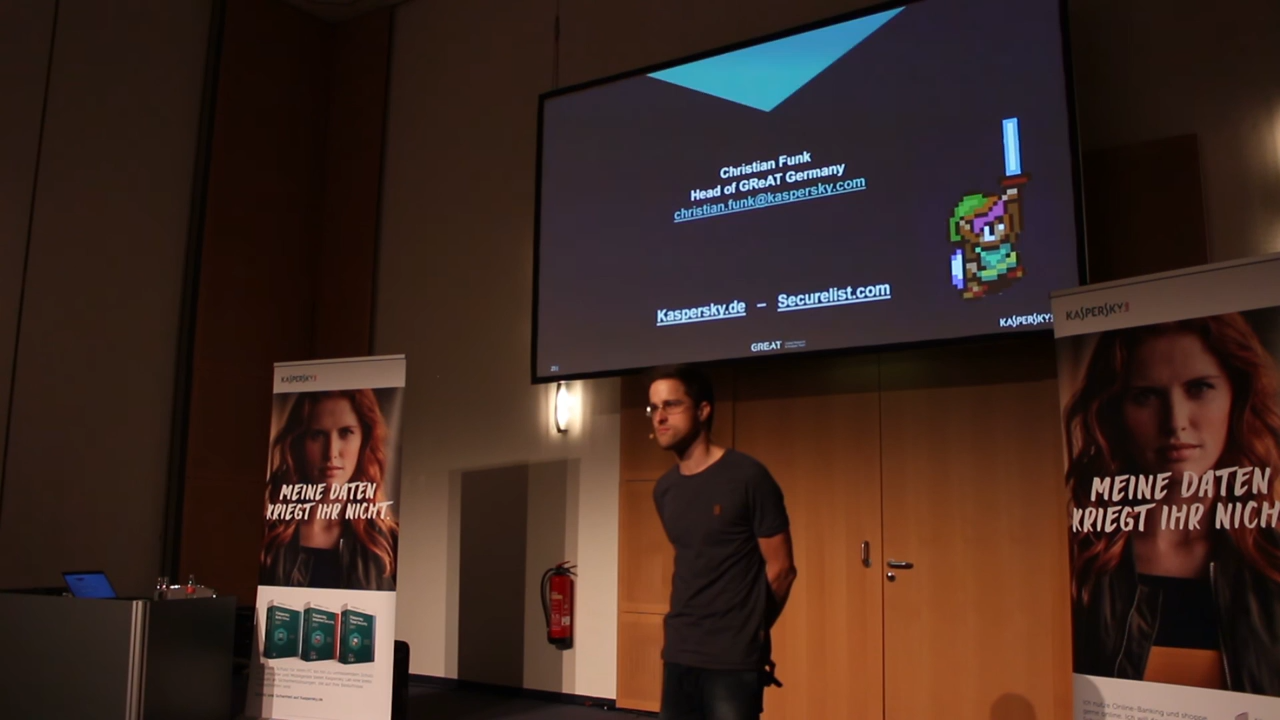 Christian Funk
Head of GReAT Germany
christian.funk@kaspersky.com
Kaspersky.de – Securelist.com
KASPERSKY
GREAT
KASPERSKY
MEINE DATEN
KRIEGT IHR NICHT.
KASPERSKY
MEINE DATEN
KRIEGT IHR NICH